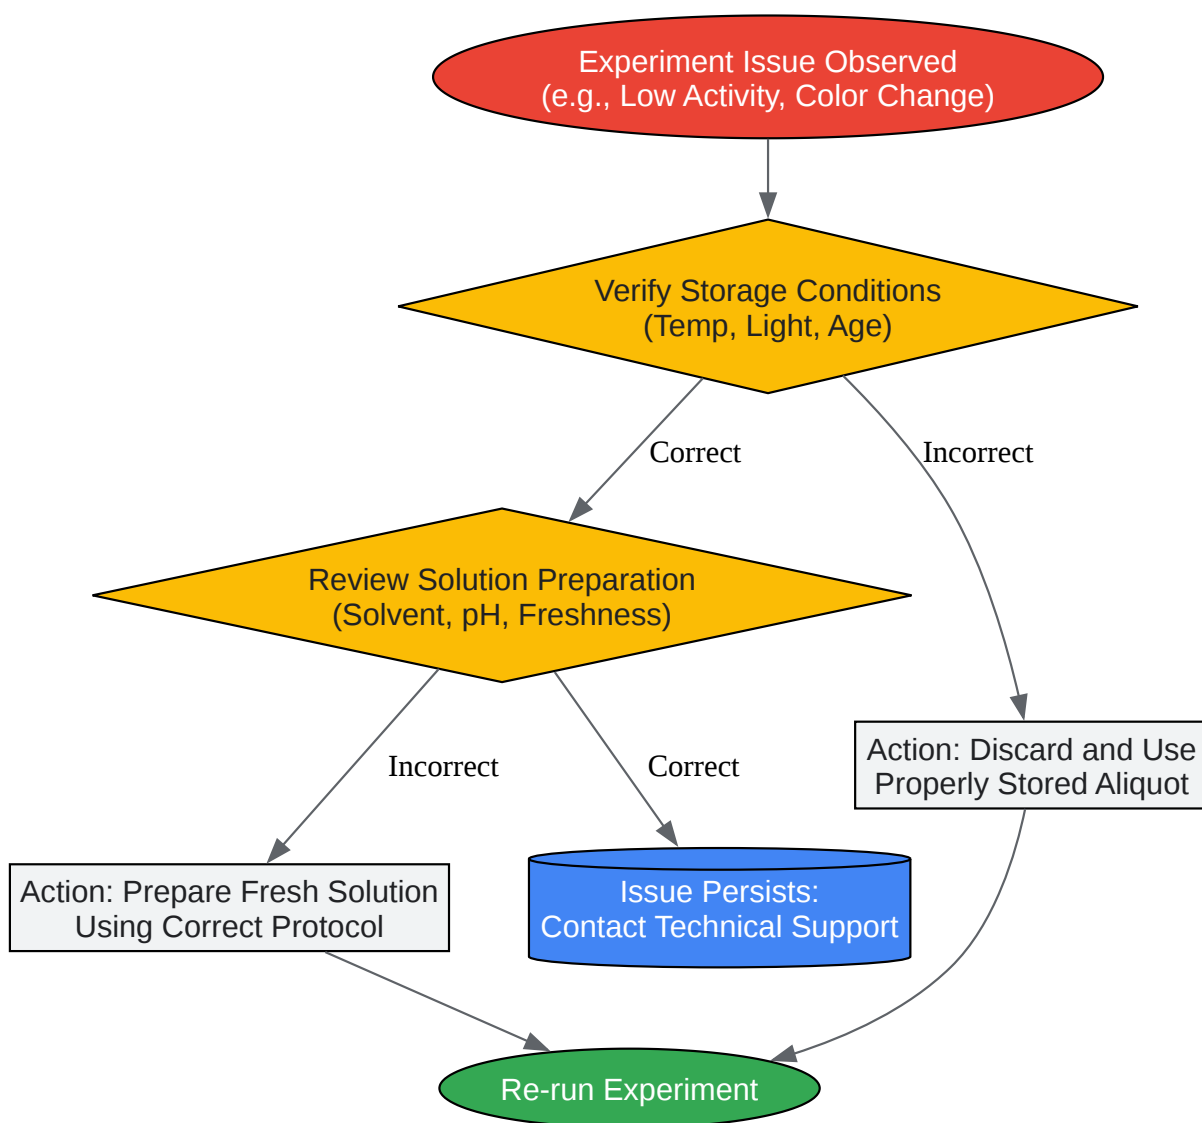 Experiment Issue Observed
(e.g., Low Activity, Color Change)
Verify Storage Conditions
(Temp, Light, Age)
Correct
Incorrect
Review Solution Preparation
(Solvent, pH, Freshness)
Incorrect
Correct
Action: Discard and Use
Properly Stored Aliquot
Action: Prepare Fresh Solution
Using Correct Protocol
Issue Persists:
Contact Technical Support
Re-run Experiment